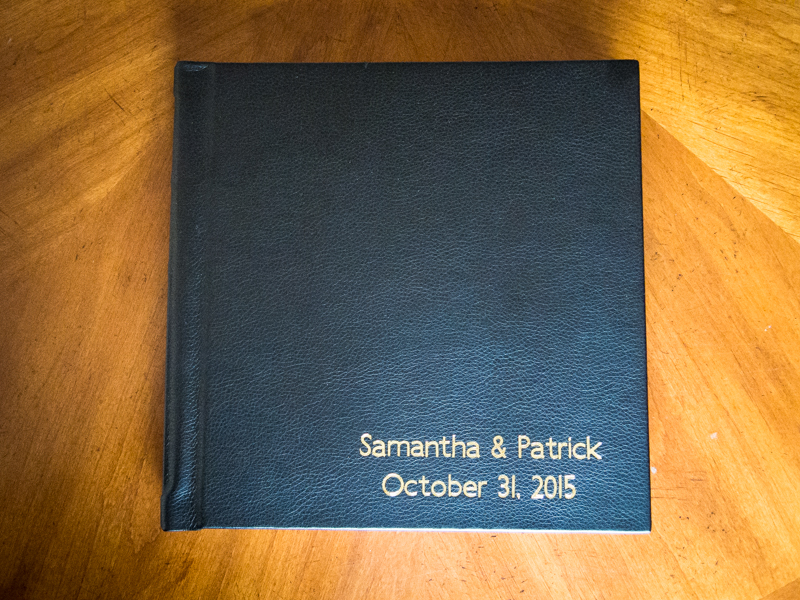 Samantha & Patrick
October 31, 2015